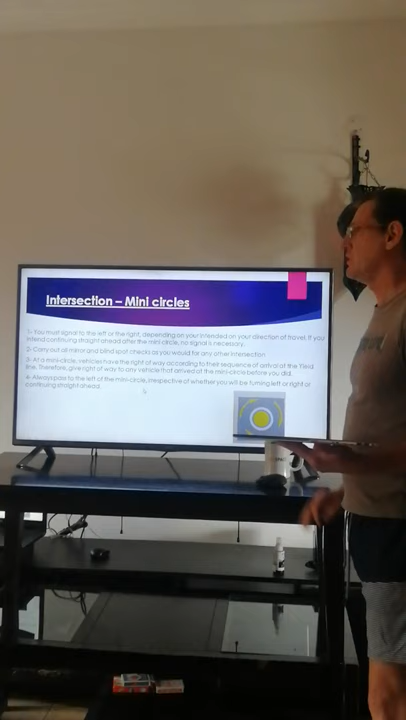 Intersection – Mini circles
1- You must signal to the left or the right, depending on your intended on your direction of travel. If you
intend continuing straight ahead after the mini circle, no signal is necessary.
2- Carry out all mirror and blind spot checks as you would for any other intersection
3- At a mini-circle, vehicles have the right of way according to their sequence of arrival at the Yield
line. Therefore, give right of way to any vehicle that arrived at the mini-circle before you did.
4- Always pass to the left of the mini-circle, irrespective of whether you will be turning left or right or
continuing straight ahead.